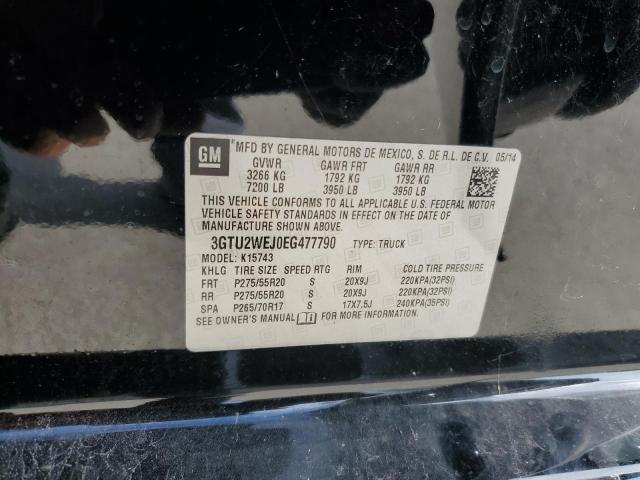 GM
*MFD BY GENERAL MOTORS DE MEXICO, S. DE R.L. DE C.V. 05/14
GVWR GAWR FRT GAWR RR
3266 KG 1792 KG 1792 KG
7200 LB 3950 LB 3950 LB
THIS VEHICLE CONFORMS TO ALL APPLICABLE U.S. FEDERAL MOTOR
VEHICLE SAFETY STANDARDS IN EFFECT ON THE DATE OF
MANUFACTURE SHOWN ABOVE.
3GTU2WEJ0EG477790 TYPE: TRUCK
MODEL: K15743
KHLG TIRE SIZE SPEED RTG RIM COLD TIRE PRESSURE
FRT P275/55R20 S 20X9J 220KPA(32PSI)
RR P275/55R20 S 20X9J 220KPA(32PSI)
SPA P265/70R17 S 17X7.5J 240KPA(35PSI)
SEE OWNER'S MANUAL FOR ADDITIONAL INFORMATION.